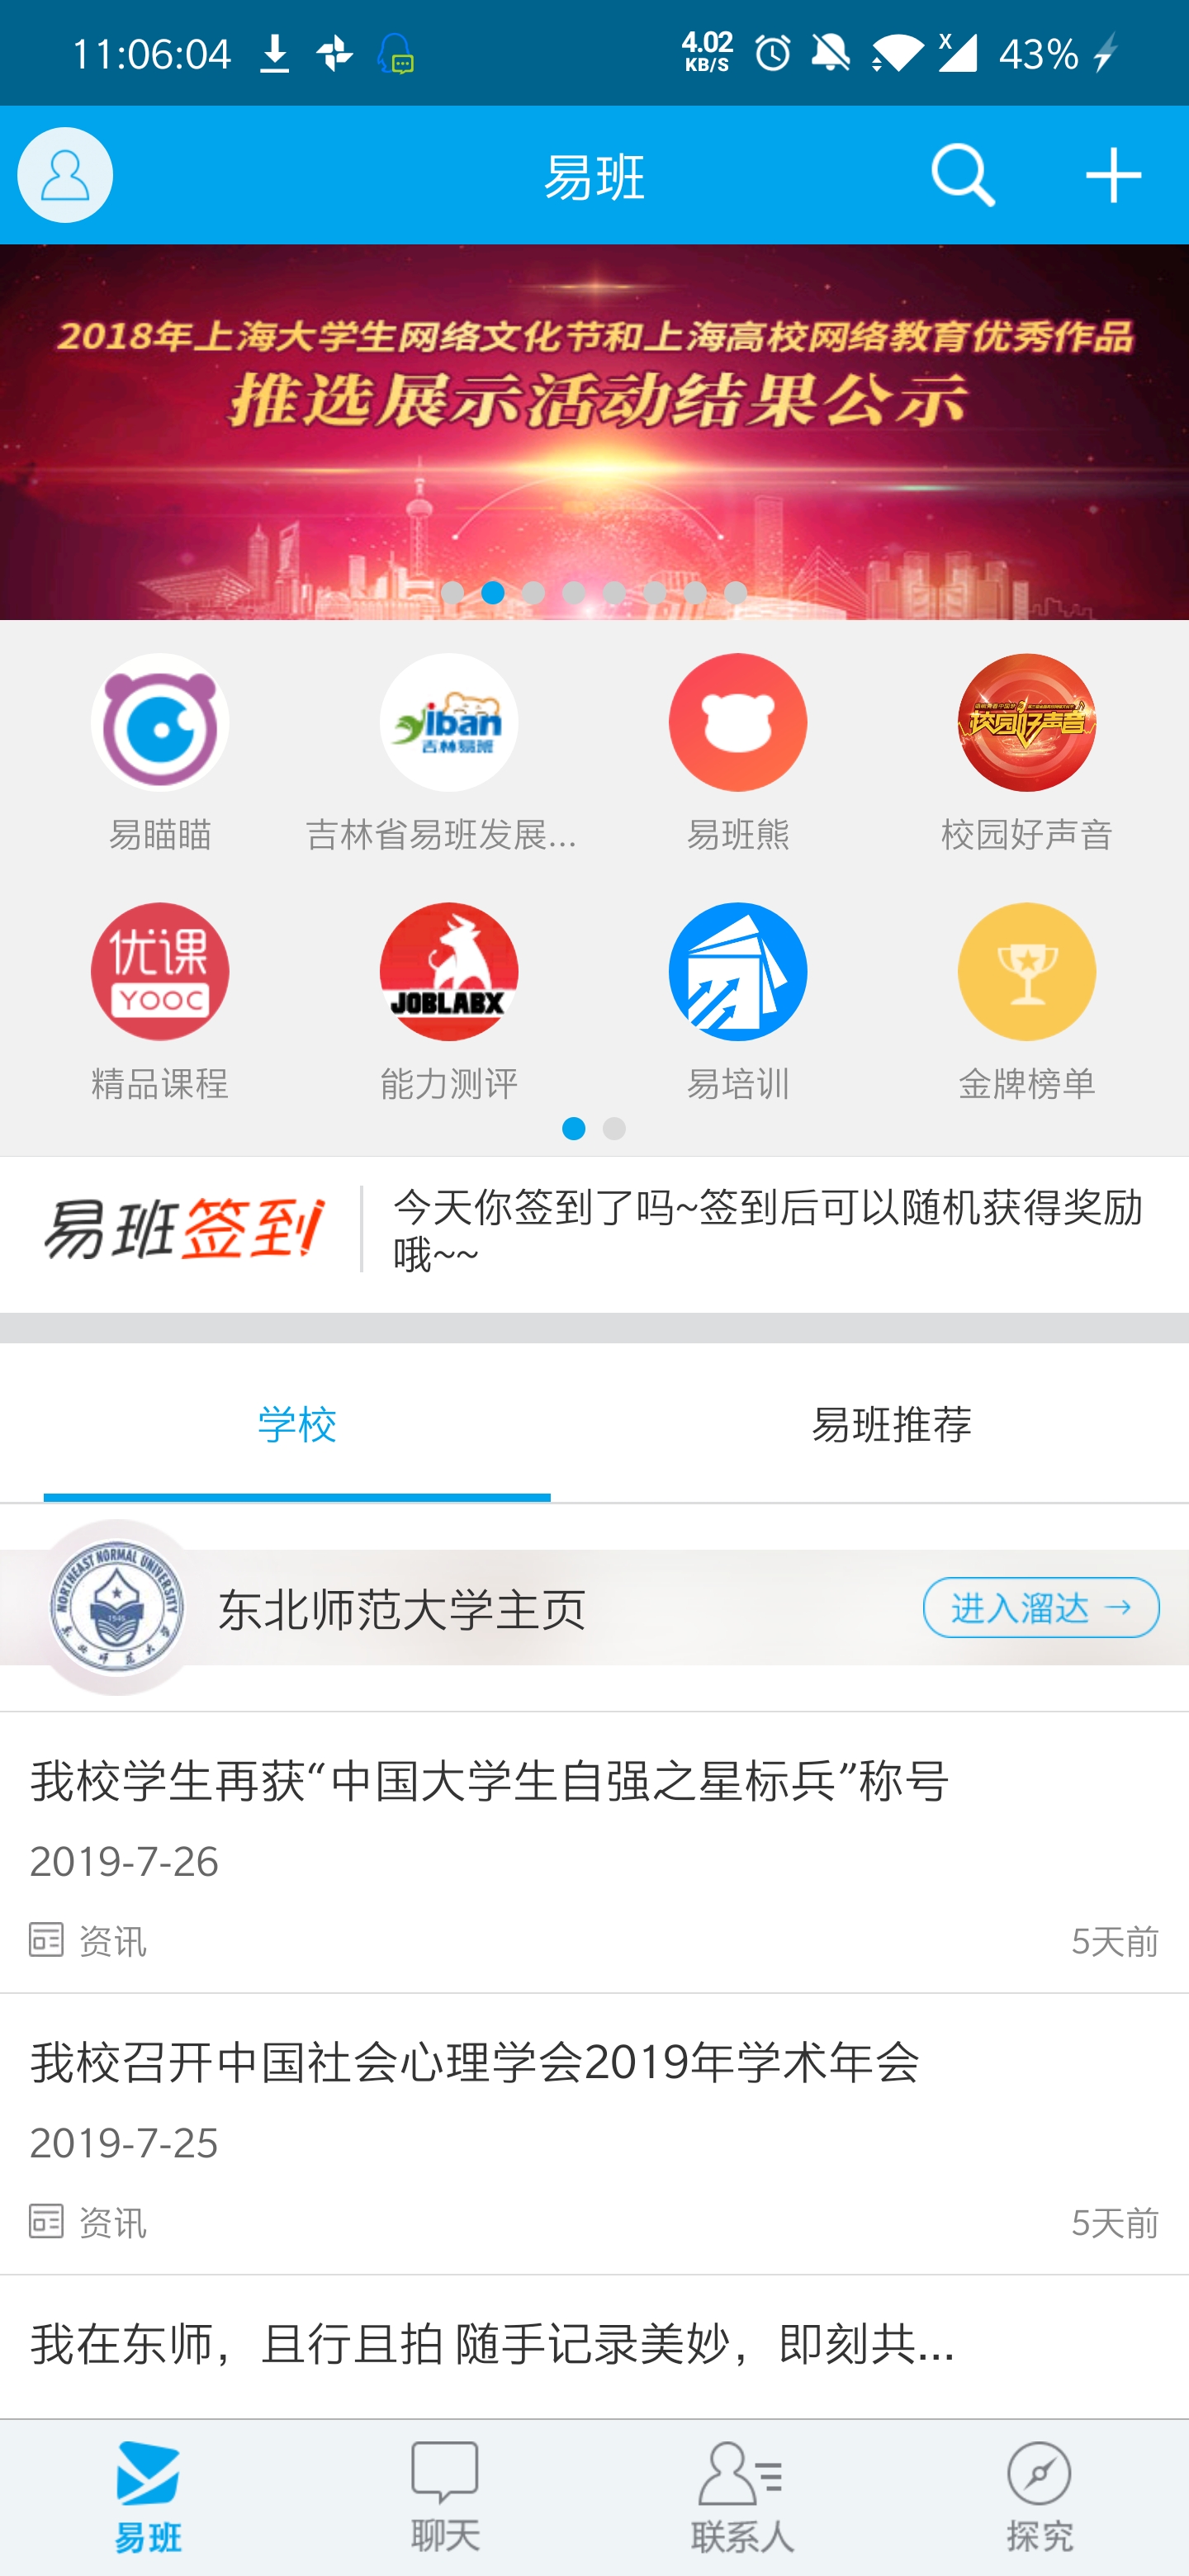 11:06:04
4.02
KB/S
43%
易班
2018年上海大学生网络文化节和上海高校网络教育优秀作品
推选展示活动结果公示
yiban
吉林易班
校园好声音
易瞄瞄
吉林省易班发展...
易班熊
校园好声音
优课
YOOC
JOBLABX
精品课程
能力测评
易培训
金牌榜单
易班签到
今天你签到了吗~签到后可以随机获得奖励
哦~~
学校
易班推荐
NORTHEAST NORMAL UNIVERSITY
1946
东北师范大学
东北师范大学主页
进入溜达 →
我校学生再获“中国大学生自强之星标兵”称号
2019-7-26
资讯
5天前
我校召开中国社会心理学会2019年学术年会
2019-7-25
资讯
5天前
我在东师，且行且拍 随手记录美妙，即刻共...
易班
聊天
联系人
探究